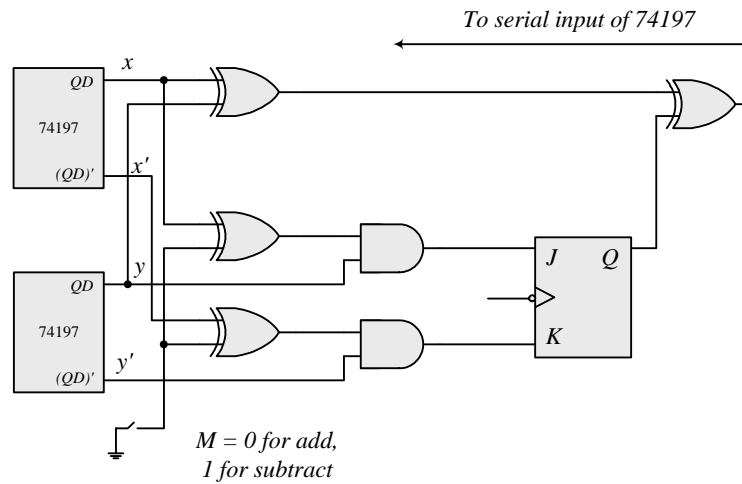 To serial input of 74197
x
QD
74197
(QD)'
x'
y
QD
74197
(QD)'
y'
J
Q
K
M = 0 for add,
1 for subtract